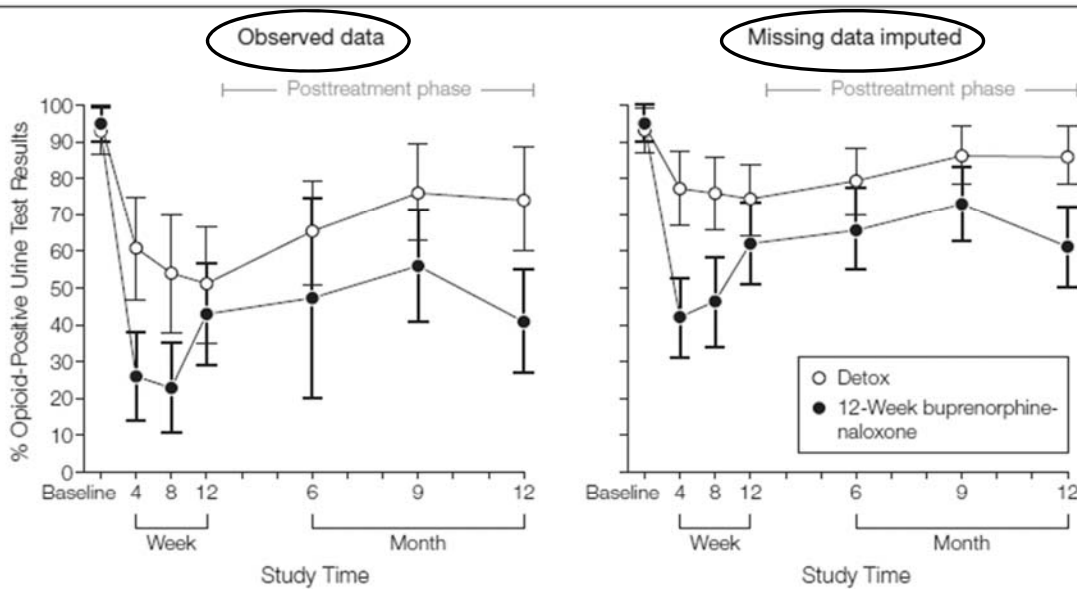 Observed data
Posttreatment phase
% Opioid-Positive Urine Test Results
100
90
80
70
60
50
40
30
20
10
0
Baseline 4 8 12 6 9 12
Week Month
Study Time
Missing data imputed
Posttreatment phase
Detox
12-Week buprenorphine-
naloxone
Baseline 4 8 12 6 9 12
Week Month
Study Time